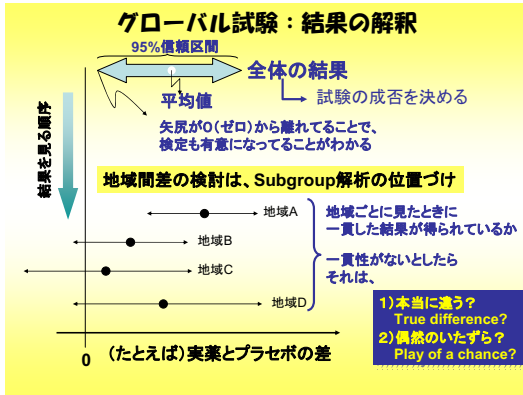 グローバル試験：結果の解釈
95%信頼区間
全体の結果
平均値
試験の成否を決める
矢尻が0（ゼロ）から離れてることで、
検定も有意になってることがわかる
結果を見る順序
地域間差の検討は、Subgroup解析の位置づけ
地域A
地域B
地域C
地域D
地域ごとに見たときに
一貫した結果が得られているか
一貫性がないとしたら
それは、
1）本当に違う？
True difference?
2）偶然のいたずら？
Play of a chance?
0
（たとえば）実薬とプラセボの差